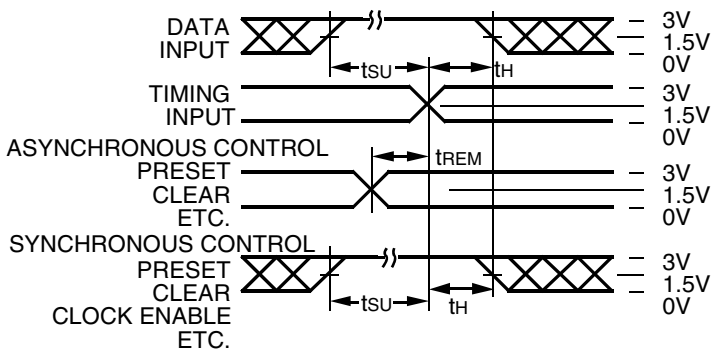 DATA
INPUT
tSU
tH
3V
1.5V
0V
TIMING
INPUT
3V
1.5V
0V
ASYNCHRONOUS CONTROL
PRESET
CLEAR
ETC.
tREM
3V
1.5V
0V
SYNCHRONOUS CONTROL
PRESET
CLEAR
CLOCK ENABLE
ETC.
tSU
tH
3V
1.5V
0V